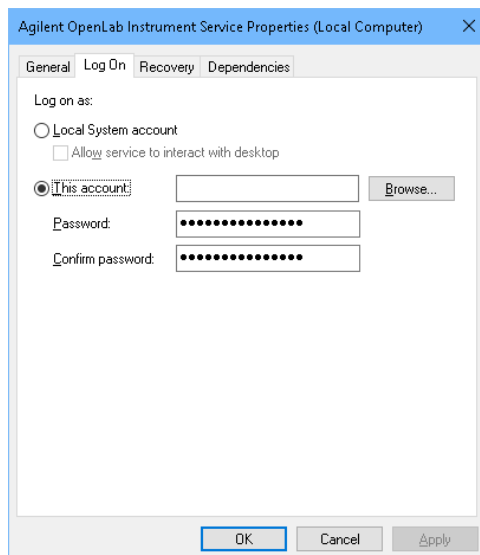 Agilent OpenLab Instrument Service Properties (Local Computer)
General Log On Recovery Dependencies
Log on as:
Local System account
Allow service to interact with desktop
This account: Browse...
Password: ●●●●●●●●●●●●●●●
Confirm password: ●●●●●●●●●●●●●●●
OK Cancel Apply